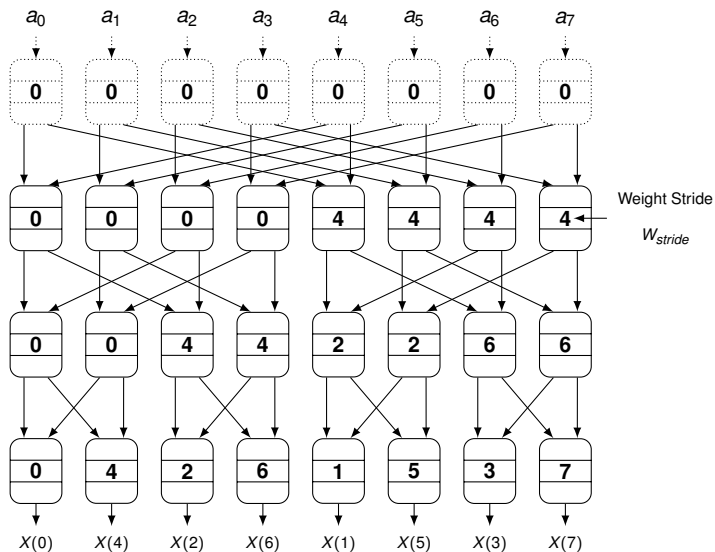 a0 a1 a2 a3 a4 a5 a6 a7
0 0 0 0 0 0 0 0
0 0 0 0 4 4 4 4
Weight Stride
Wstride
0 0 4 4 2 2 6 6
0 4 2 6 1 5 3 7
X(0) X(4) X(2) X(6) X(1) X(5) X(3) X(7)